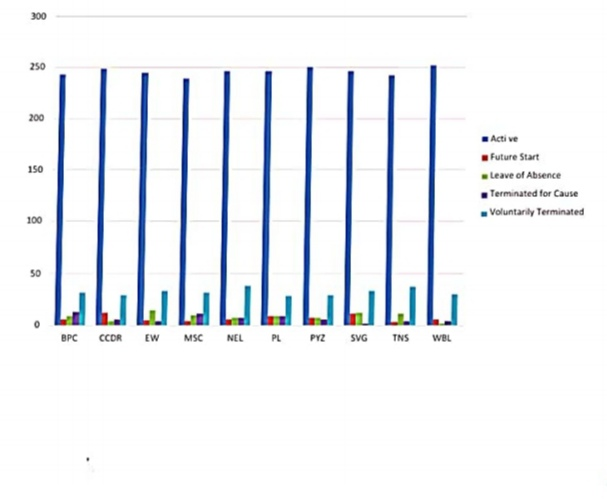 300
250
200
150
100
50
0
BPC CCDR EW MSC NEL PL PYZ SVG TNS WBL
Acti ve
Future Start
Leave of Absence
Terminated for Cause
Voluntarily Terminated